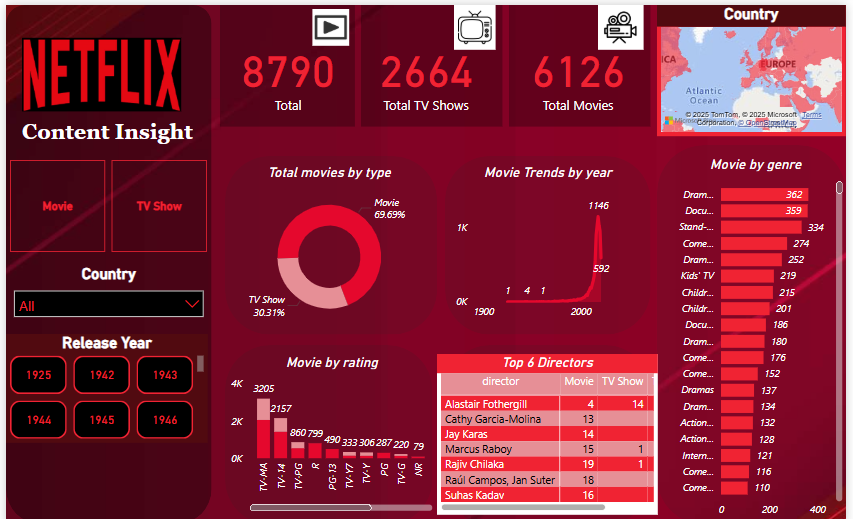 NETFLIX
Content Insight
Movie
TV Show
Country
All
Release Year
1925
1942
1943
1944
1945
1946
8790
Total
2664
Total TV Shows
6126
Total Movies
Country
ICA
EUROPE
Atlantic
Ocean
© 2025 TomTom, © 2025 Microsoft
Corporation, © OpenStreetMap
Terms
Total movies by type
Movie
69.69%
TV Show
30.31%
Movie Trends by year
1K
0K
1 4 1
1146
592
1900
2000
Movie by rating
4K
2K
0K
3205
2157
860
799
490
333
306
287
220
79
TV-MA
TV-14
TV-PG
R
PG-13
TV-Y7
TV-Y
PG
TV-G
NR
Top 6 Directors
director Movie TV Show
Alastair Fothergill 4 14
Cathy Garcia-Molina 13
Jay Karas 14
Marcus Raboy 15 1
Rajiv Chilaka 19 1
Raúl Campos, Jan Suter 18
Suhas Kadav 16
Movie by genre
Dram... 362
Docu... 359
Stand-... 334
Come... 274
Dram... 252
Kids' TV 219
Childr... 215
Childr... 201
Docu... 186
Dram... 180
Come... 176
Come... 152
Dramas 137
Dram... 134
Action... 132
Action... 128
Intern... 121
Come... 116
Come... 110
0 200 400